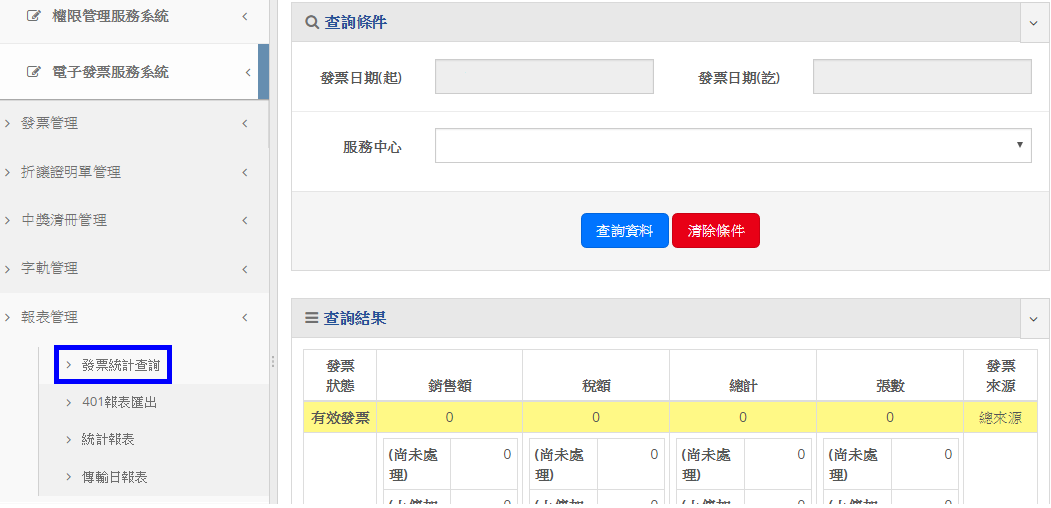 權限管理服務系統
電子發票服務系統
發票管理
折讓證明單管理
中獎清冊管理
字軌管理
報表管理
發票統計查詢
401報表匯出
統計報表
傳輸日報表
查詢條件
發票日期(起)
發票日期(訖)
服務中心
查詢資料 清除條件
查詢結果
發票狀態 銷售額 稅額 總計 張數 發票來源
有效發票 0 0 0 0 總來源
(尚未處理) 0 (尚未處理) 0 (尚未處理) 0 (尚未處理) 0